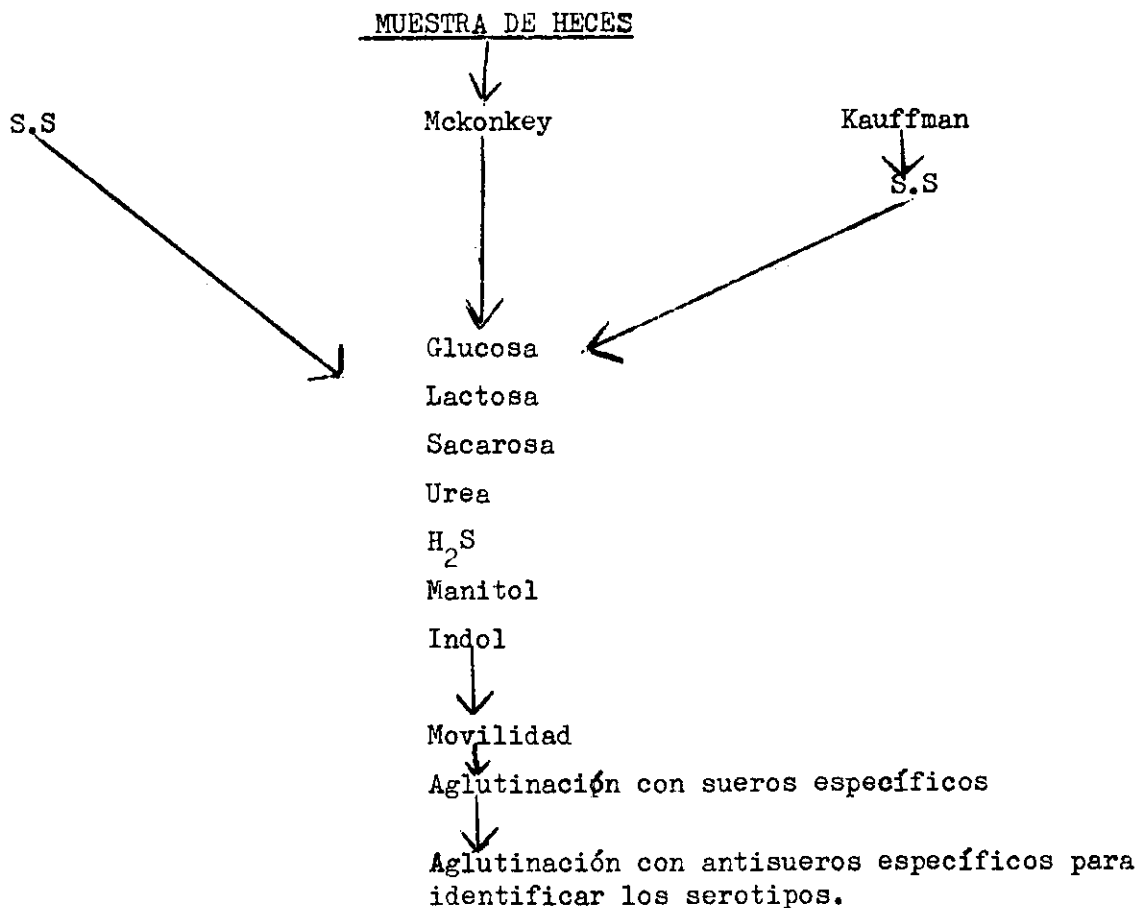 MUESTRA DE HECES
S.S
Mckonkey
Kauffman
S.S
Glucosa
Lactosa
Sacarosa
Urea
H₂S
Manitol
Indol
Movilidad
Aglutinación con sueros específicos
Aglutinación con antisueros específicos para
identificar los serotipos.